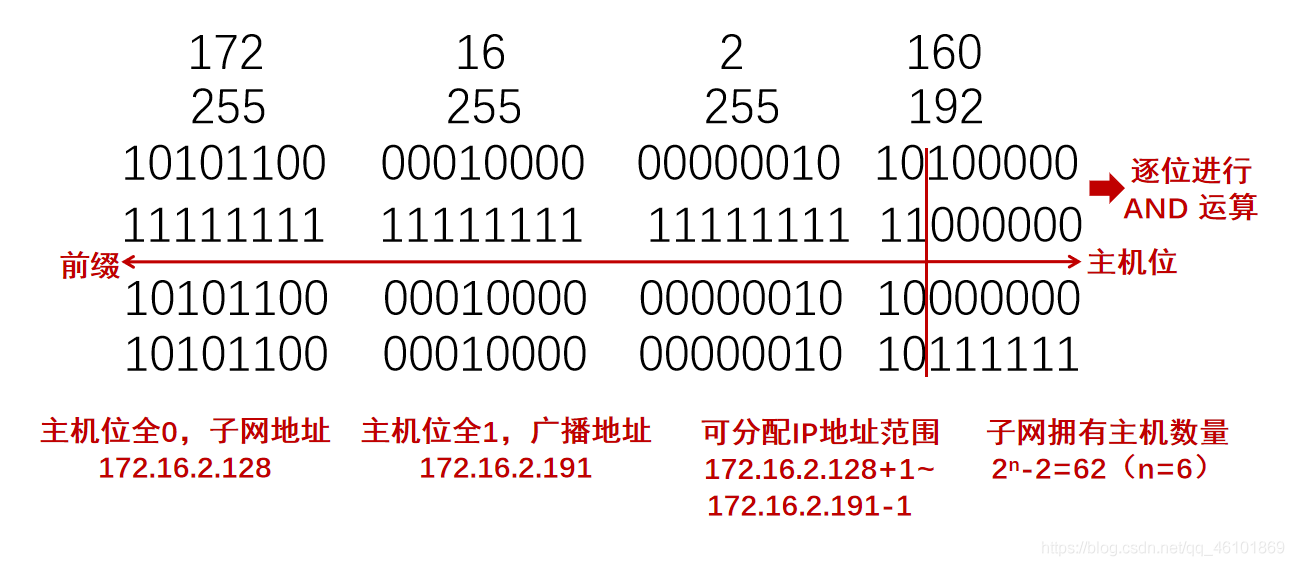 172 16 2 160
255 255 255 192
10101100 00010000 00000010 10100000
11111111 11111111 11111111 11000000
逐位进行
AND 运算
前缀 主机位
10101100 00010000 00000010 10000000
10101100 00010000 00000010 10111111
主机位全0，子网地址
172.16.2.128
主机位全1，广播地址
172.16.2.191
可分配IP地址范围
172.16.2.128+1~
172.16.2.191-1
子网拥有主机数量
2ⁿ-2=62（n=6）
https://blog.csdn.net/qq_46101869